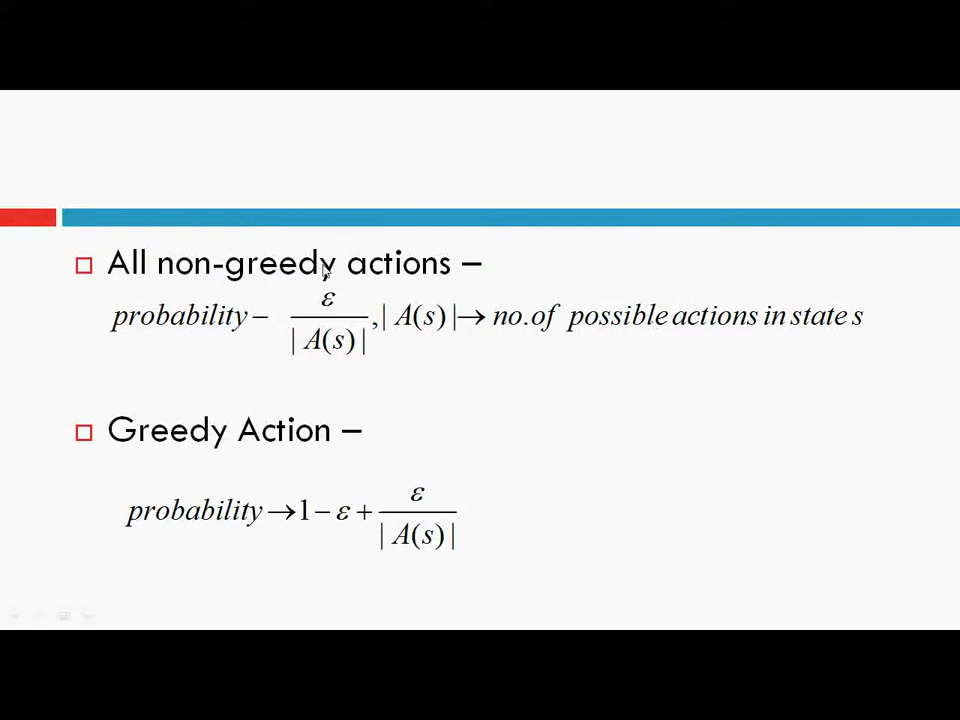 All non-greedy actions –
probability – ε / |A(s)| , |A(s)| → no. of possible actions in state s
Greedy Action –
probability → 1 − ε + ε / |A(s)|